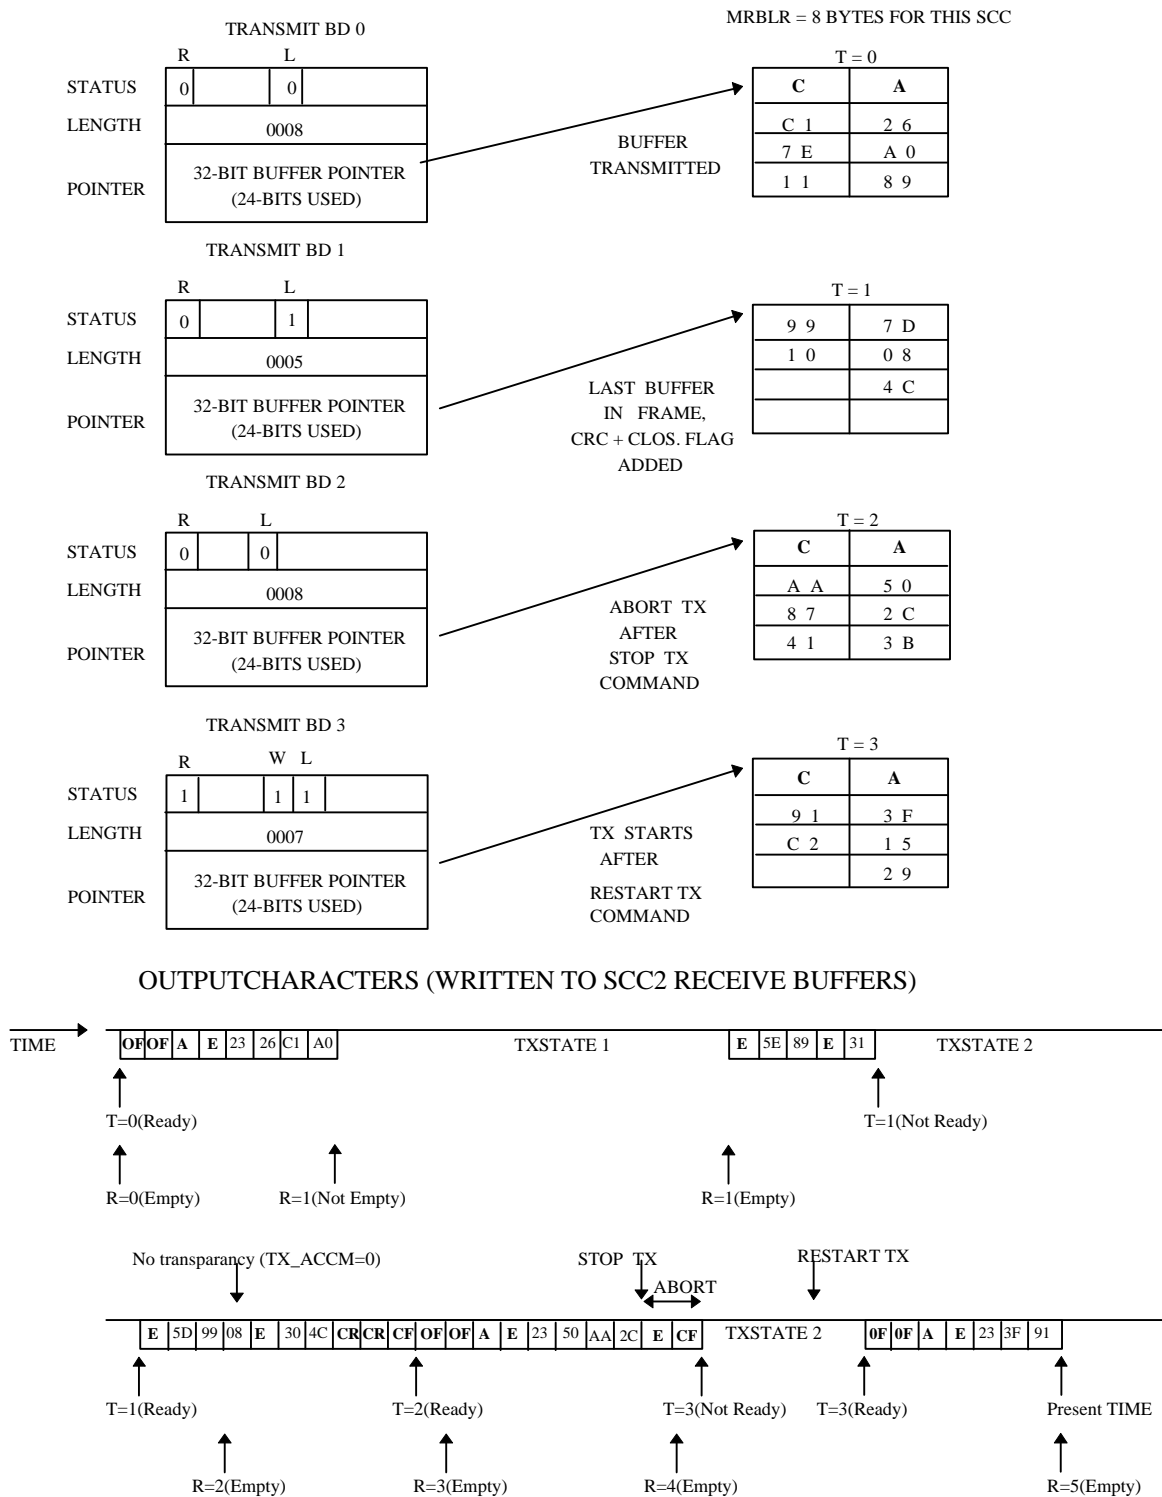 MRBLR = 8 BYTES FOR THIS SCC
TRANSMIT BD 0
R L
T = 0
STATUS 0 0
C A
LENGTH 0008
C 1 2 6
BUFFER
TRANSMITTED
7 E A 0
1 1 8 9
POINTER 32-BIT BUFFER POINTER
(24-BITS USED)
TRANSMIT BD 1
R L
T = 1
STATUS 0 1
9 9 7 D
LENGTH 0005
1 0 0 8
4 C
POINTER 32-BIT BUFFER POINTER
(24-BITS USED)
LAST BUFFER
IN FRAME,
CRC + CLOS. FLAG
ADDED
TRANSMIT BD 2
R L
T = 2
STATUS 0 0
C A
LENGTH 0008
A A 5 0
8 7 2 C
4 1 3 B
POINTER 32-BIT BUFFER POINTER
(24-BITS USED)
ABORT TX
AFTER
STOP TX
COMMAND
TRANSMIT BD 3
R W L
T = 3
STATUS 1 1 1
C A
LENGTH 0007
9 1 3 F
C 2 1 5
2 9
POINTER 32-BIT BUFFER POINTER
(24-BITS USED)
TX STARTS
AFTER
RESTART TX
COMMAND
OUTPUTCHARACTERS (WRITTEN TO SCC2 RECEIVE BUFFERS)
TIME OF OF A E 23 26 C1 A0 TXSTATE 1 E 5E 89 E 31 TXSTATE 2
T=0(Ready) T=1(Not Ready)
R=0(Empty) R=1(Not Empty) R=1(Empty)
No transparancy (TX_ACCM=0) STOP TX RESTART TX
ABORT
E 5D 99 08 E 30 4C CR CR CF OF OF A E 23 50 AA 2C E CF TXSTATE 2 0F 0F A E 23 3F 91
T=1(Ready) T=2(Ready) T=3(Not Ready) T=3(Ready) Present TIME
R=2(Empty) R=3(Empty) R=4(Empty) R=5(Empty)